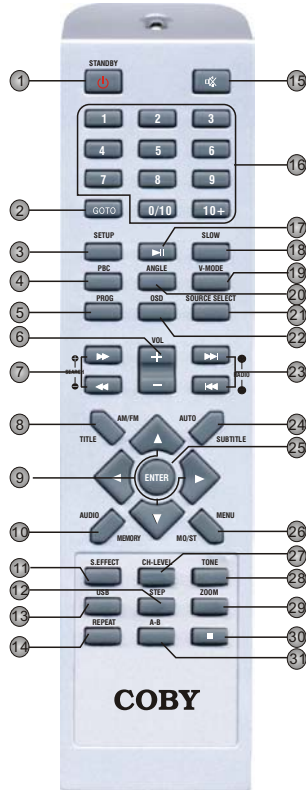 STANDBY
1
15
1 2 3
4 5 6
16
7 8 9
2
GOTO 0/10 10+
17
SETUP SLOW
3
18
PBC ANGLE V-MODE
4
19
20
PROG OSD SOURCE SELECT
5
21
22
6
VOL
+
7
SEARCH
RADIO
23
−
8
AM/FM AUTO
24
TITLE SUBTITLE
25
9
ENTER
AUDIO MENU
10
26
MEMORY MO/ST
27
S.EFFECT CH-LEVEL TONE
11
28
12
USB STEP ZOOM
13
29
REPEAT A-B
14
30
31
COBY